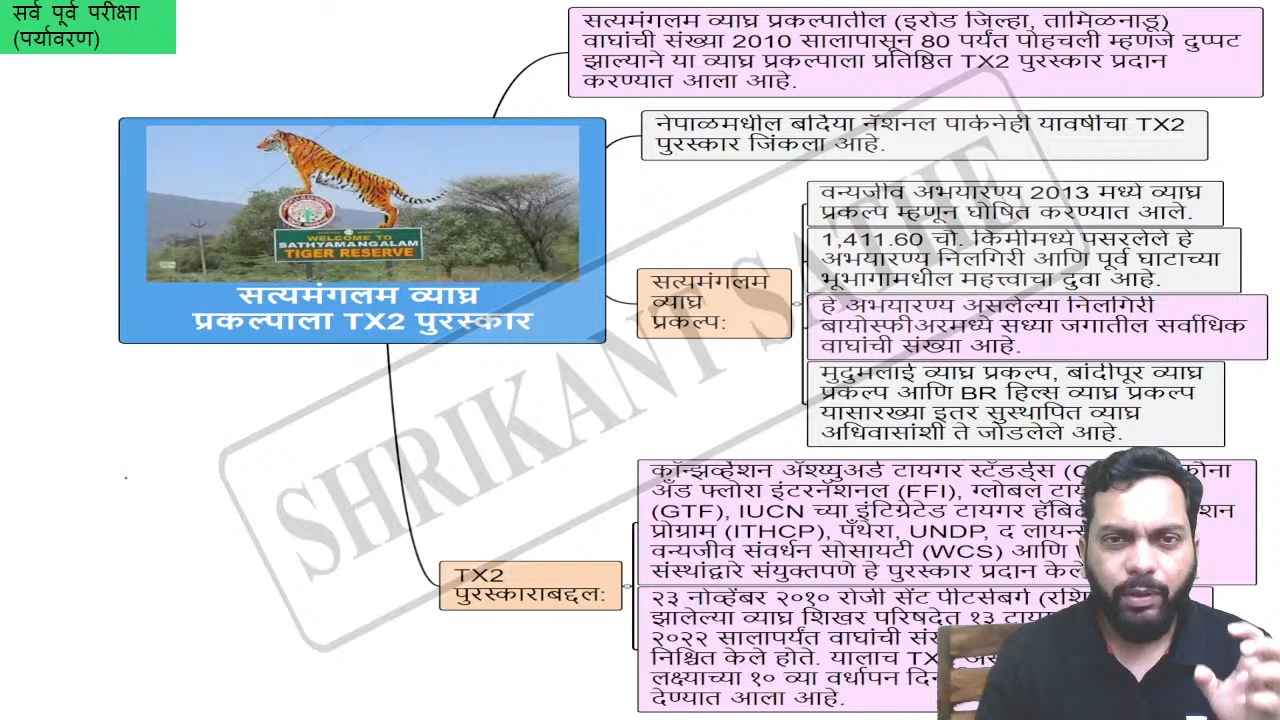 सर्व पूर्व परीक्षा
(पर्यावरण)
सत्यमंगलम व्याघ्र प्रकल्पातील (इरोड जिल्हा, तामिळनाडू)
वाघांची संख्या 2010 सालापासून 80 पर्यंत पोहचली म्हणजे दुप्पट
झाल्याने या व्याघ्र प्रकल्पाला प्रतिष्ठित TX2 पुरस्कार प्रदान
करण्यात आला आहे.
नेपाळमधील बर्दिया नॅशनल पार्कनेही यावर्षीचा TX2
पुरस्कार जिंकला आहे.
WELCOME TO
SATHYAMANGALAM
TIGER RESERVE
सत्यमंगलम व्याघ्र
प्रकल्पाला TX2 पुरस्कार
सत्यमंगलम
व्याघ्र
प्रकल्प:
वन्यजीव अभयारण्य 2013 मध्ये व्याघ्र
प्रकल्प म्हणून घोषित करण्यात आले.
1,411.60 चौ. किमीमध्ये पसरलेले हे
अभयारण्य निलगिरी आणि पूर्व घाटाच्या
भूभागामधील महत्त्वाचा दुवा आहे.
हे अभयारण्य असलेल्या निलगिरी
बायोस्फीअरमध्ये सध्या जगातील सर्वाधिक
वाघांची संख्या आहे.
मुदुमलाई व्याघ्र प्रकल्प, बांदीपूर व्याघ्र
प्रकल्प आणि BR हिल्स व्याघ्र प्रकल्प
यासारख्या इतर सुस्थापित व्याघ्र
अधिवासांशी ते जोडलेले आहे.
TX2
पुरस्काराबद्दल:
कॉन्झर्व्हेशन अ‍ॅश्युअर्ड टायगर स्टॅंडर्ड्स फौना
अँड फ्लोरा इंटरनॅशनल (FFI), ग्लोबल
(GTF), IUCN च्या इंटिग्रेटेड टायगर
प्रोग्राम (ITHCP), पँथेरा, UNDP, द
वन्यजीव संवर्धन सोसायटी (WCS) आणि
संस्थांद्वारे संयुक्तपणे हे पुरस्कार प्रदान
२३ नोव्हेंबर २०१० रोजी सेंट पीटर्सबर्ग
झालेल्या व्याघ्र शिखर परिषदेत १३
२०२२ सालापर्यंत वाघांची
निश्चित केले होते. यालाच
लक्ष्याच्या १० व्या वर्धापन
देण्यात आला आहे.
SHRIKANT SATHE